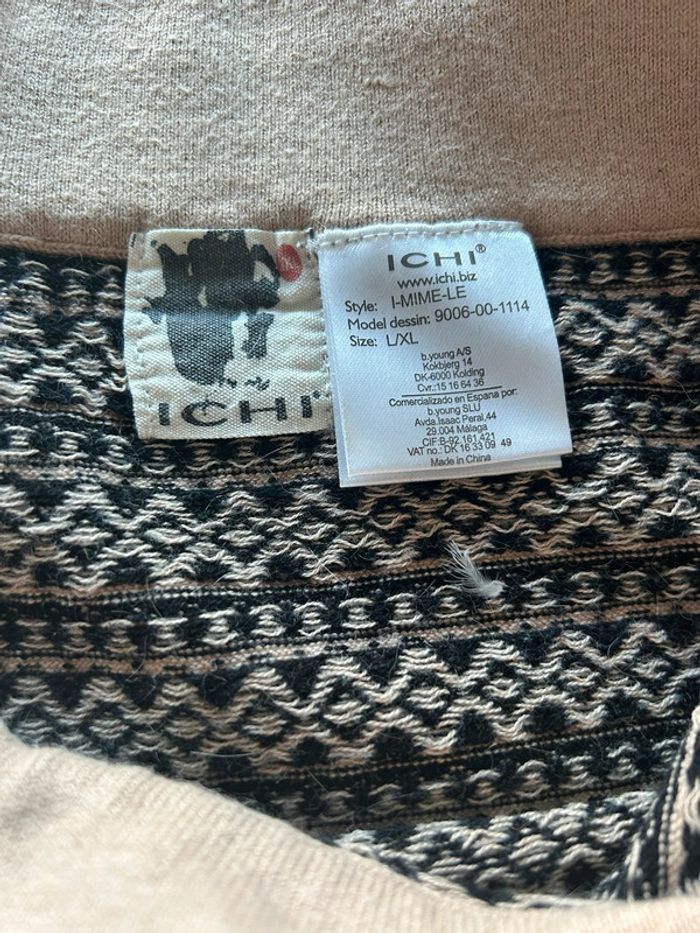 ICHI
ICHI®
www.ichi.biz
Style: I-MIME-LE
Model dessin: 9006-00-1114
Size: L/XL
b.young A/S
Kokbjerg 14
DK-6000 Kolding
Cvr.:15 16 64 36
Comercializado en Espana por:
b.young SLU
Avda.Isaac Peral,44
29.004 Málaga
CIF:B-92.161.421
VAT no.: DK 16 33 09 49
Made in China